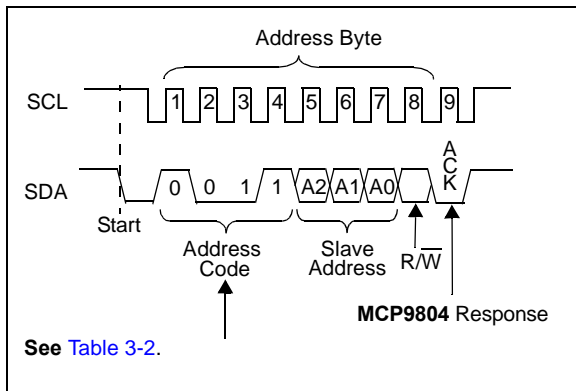 Address Byte
SCL
1 2 3 4 5 6 7 8 9
SDA
0 0 1 1 A2 A1 A0
ACK
Start
Address
Code
Slave
Address
R/W̅
MCP9804 Response
See Table 3-2.